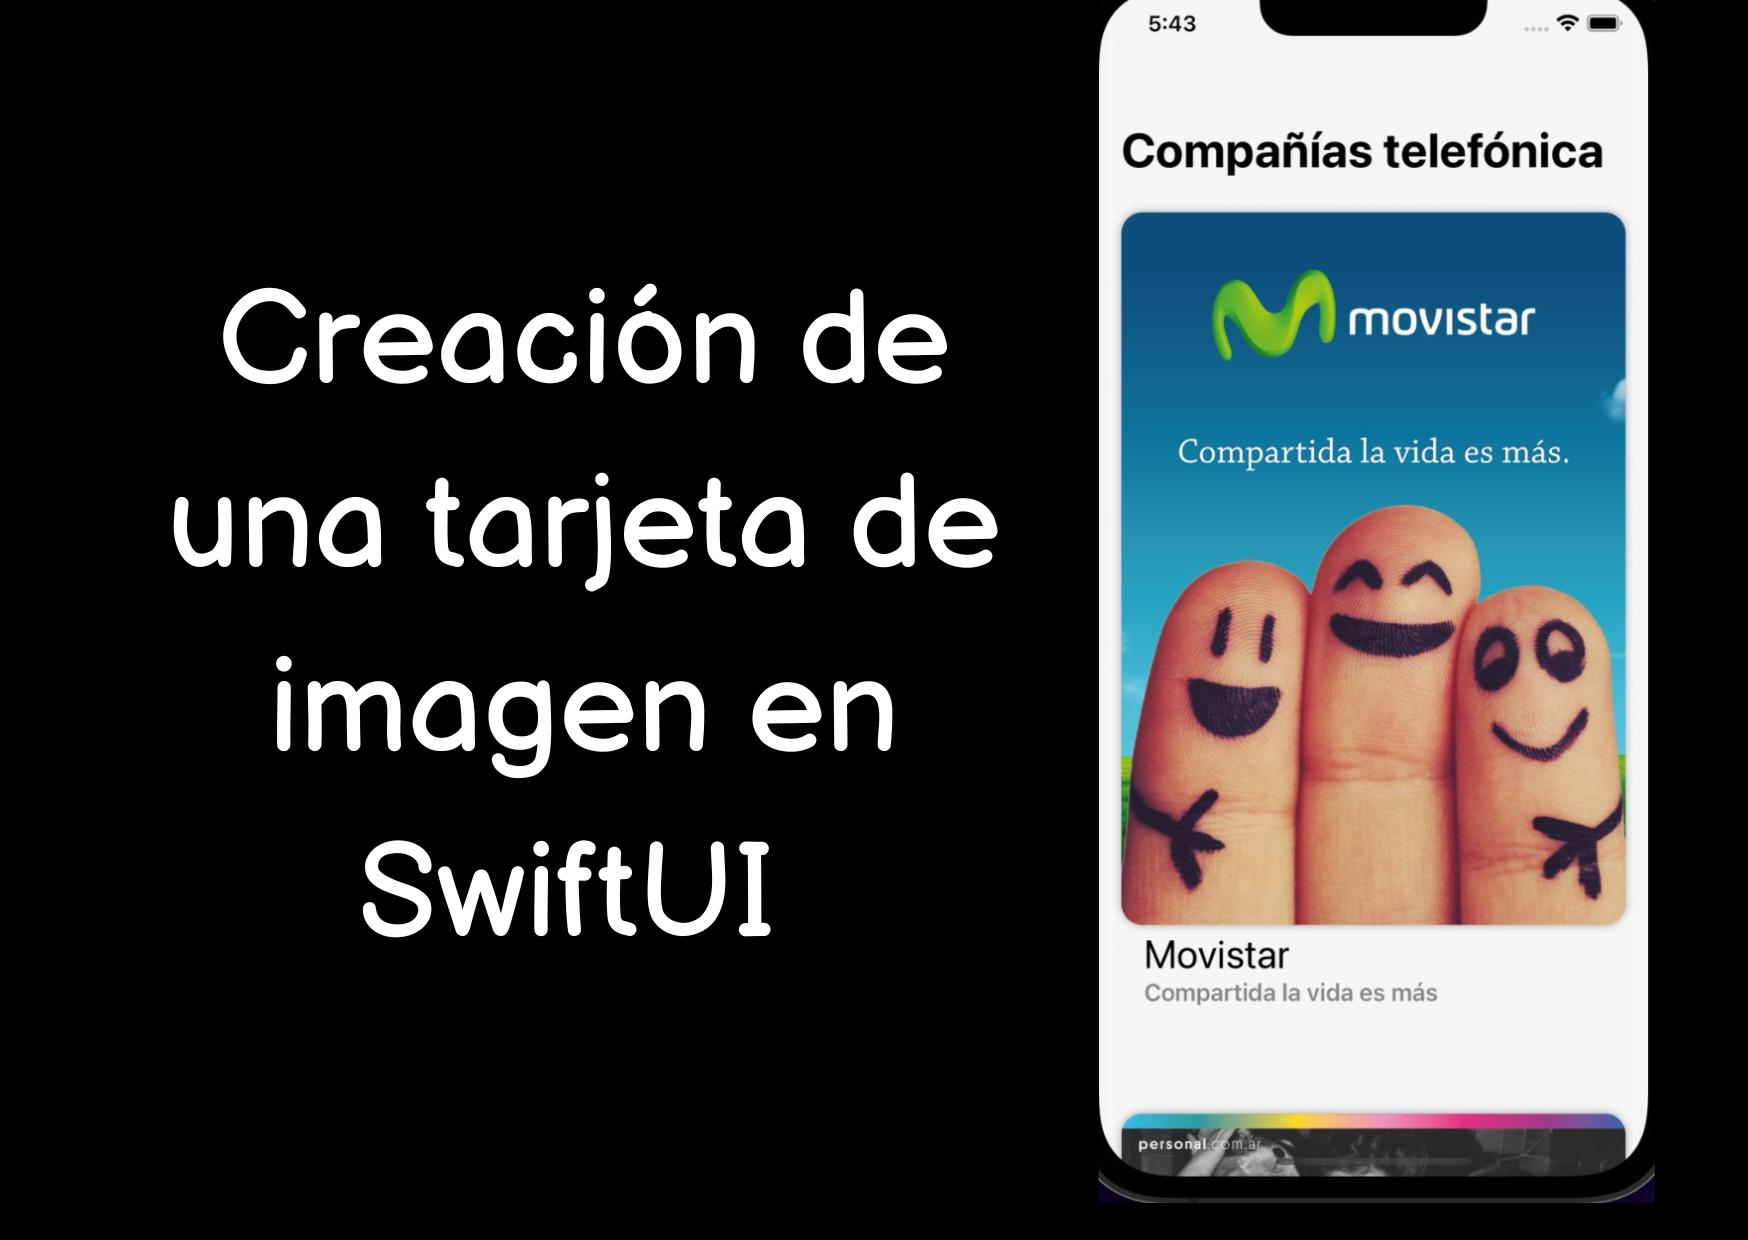 Creación de
una tarjeta de
imagen en
SwiftUI
5:43
Compañías telefónica
movistar
Compartida la vida es más.
Movistar
Compartida la vida es más
personal.com.ar